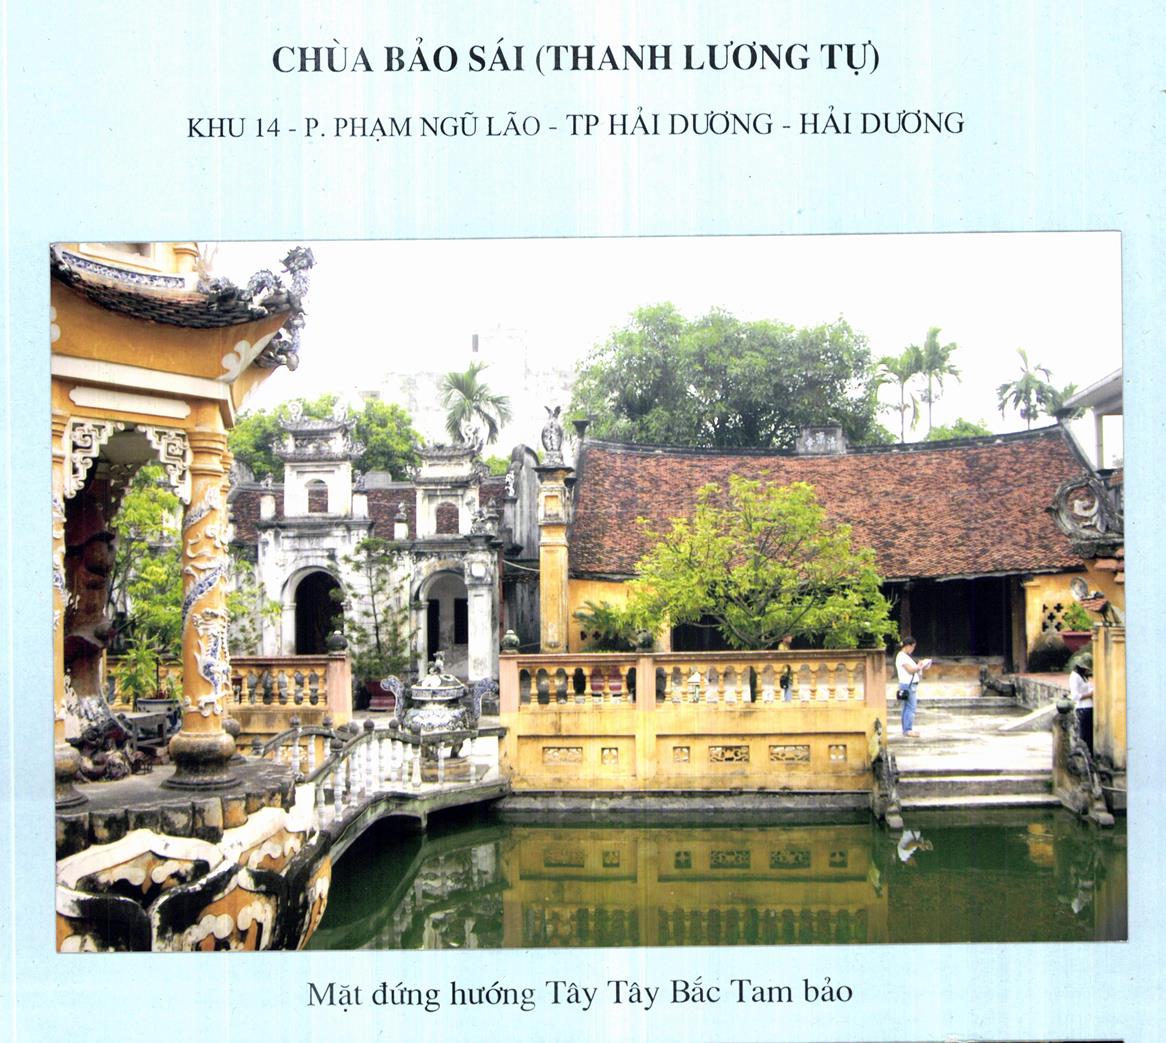 CHÙA BẢO SÁI (THANH LƯƠNG TỰ)
KHU 14 - P. PHẠM NGŨ LÃO - TP HẢI DƯƠNG - HẢI DƯƠNG
Mặt đứng hướng Tây Tây Bắc Tam bảo